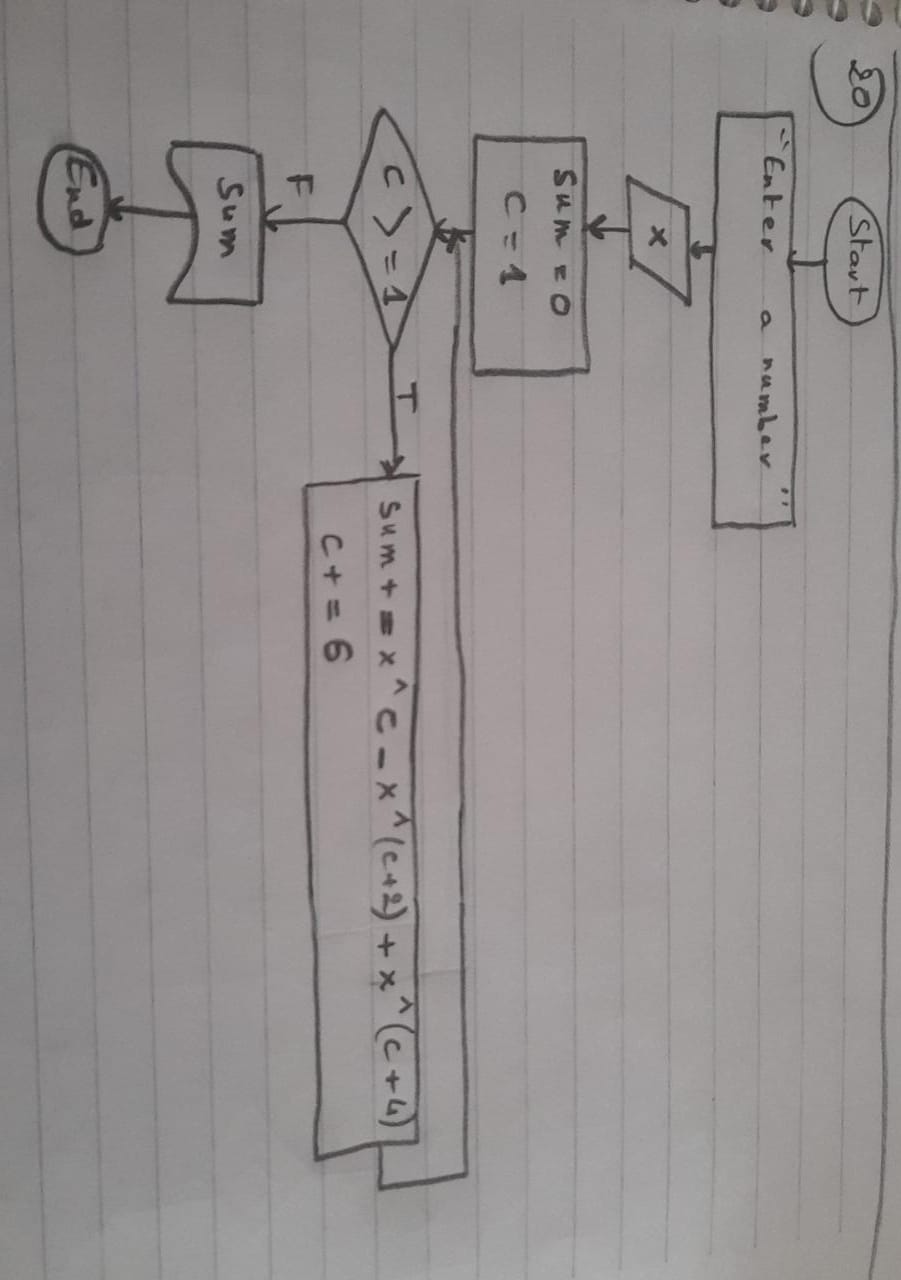 20
Start
"Enter a number"
x
Sum = 0
C = 1
C > = 1
T
Sum + = x ^ c - x ^ (c+2) + x ^ (c+4)
C + = 6
F
Sum
End